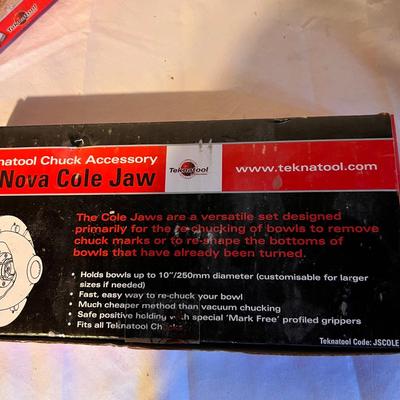 Teknatool
natool Chuck Accessory
Nova Cole Jaw
Teknatool
www.teknatool.com
The Cole Jaws are a versatile set designed
primarily for the re-chucking of bowls to remove
chuck marks or to re-shape the bottoms of
bowls that have already been turned.
• Holds bowls up to 10"/250mm diameter (customisable for larger
sizes if needed)
• Fast, easy way to re-chuck your bowl
• Much cheaper method than vacuum chucking
• Safe positive holding with special 'Mark Free' profiled grippers
• Fits all Teknatool Chucks
Teknatool Code: JSCOLE